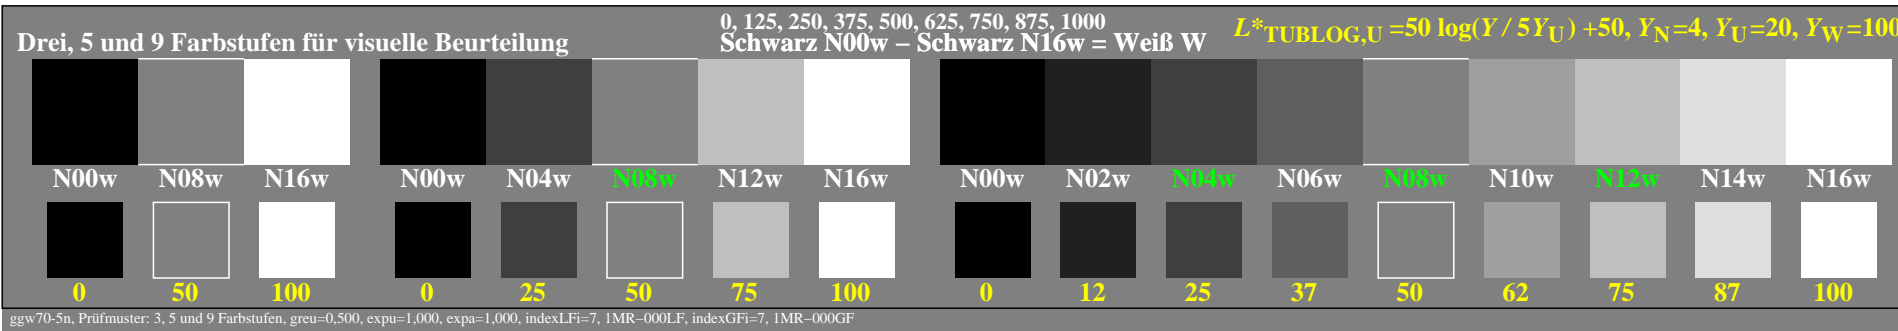 Drei, 5 und 9 Farbstufen für visuelle Beurteilung
0, 125, 250, 375, 500, 625, 750, 875, 1000
Schwarz N00w – Schwarz N16w = Weiß W
L*TUBLOG,U =50 log(Y / 5YU) +50, YN=4, YU=20, YW=100
N00w N08w N16w N00w N04w N08w N12w N16w N00w N02w N04w N06w N08w N10w N12w N14w N16w
0 50 100 0 25 50 75 100 0 12 25 37 50 62 75 87 100
ggw70-5n, Prüfmuster: 3, 5 und 9 Farbstufen, greu=0,500, expu=1,000, expa=1,000, indexLFi=7, 1MR–000LF, indexGFi=7, 1MR–000GF